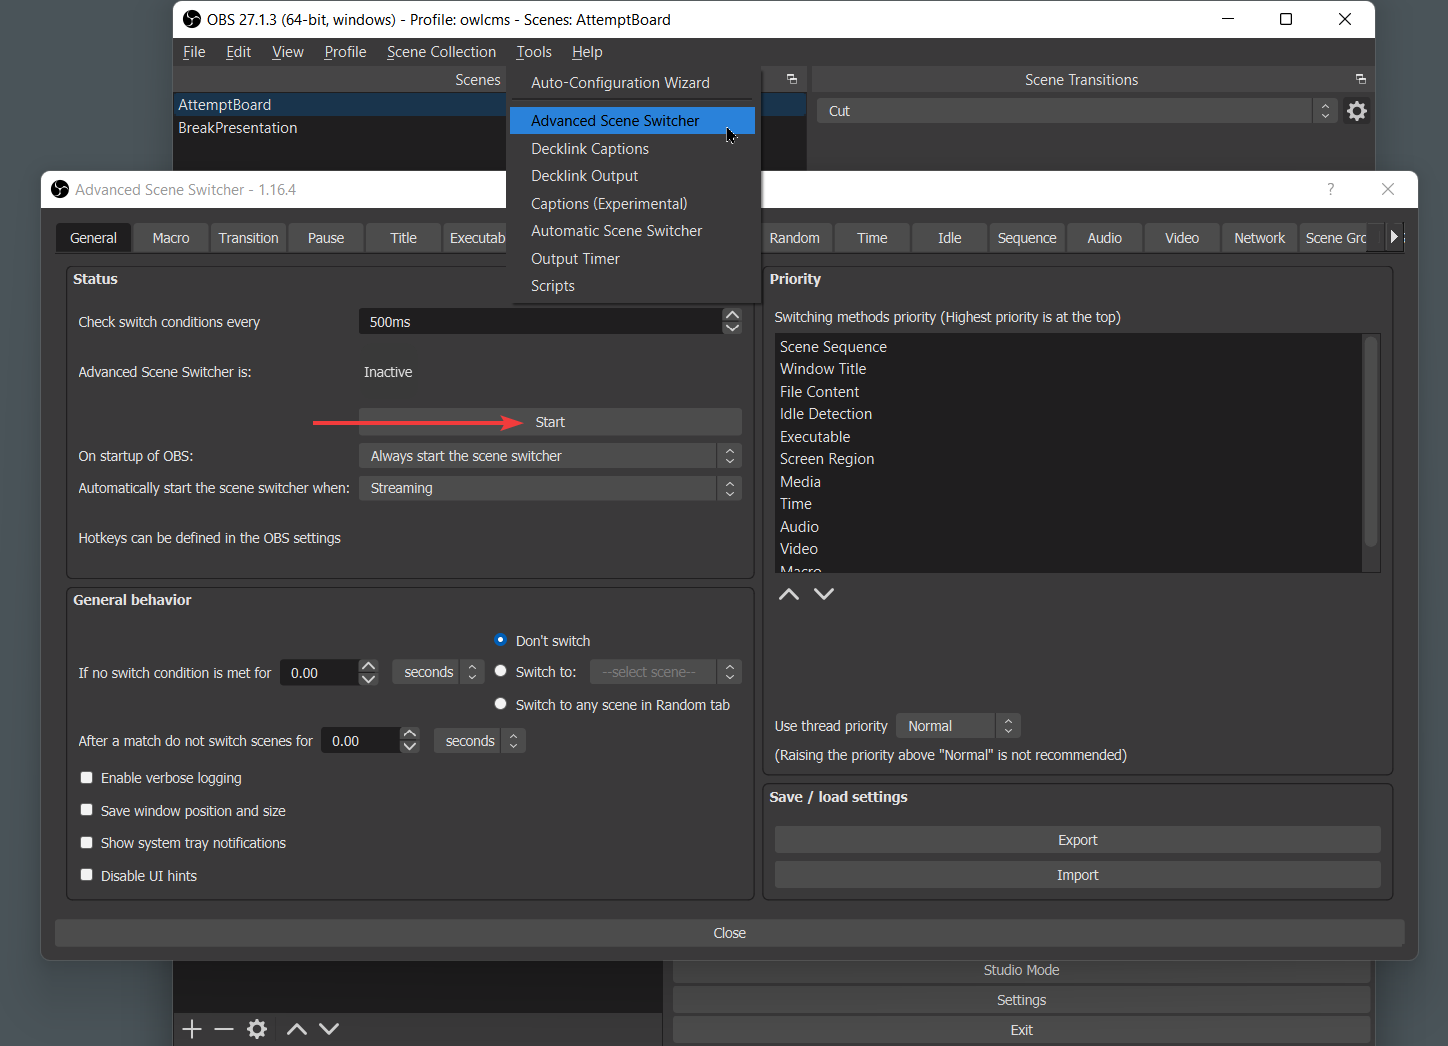 OBS 27.1.3 (64-bit, windows) - Profile: owlcms - Scenes: AttemptBoard
File Edit View Profile Scene Collection Tools Help
Scenes
Scene Transitions
AttemptBoard
BreakPresentation
Cut
Auto-Configuration Wizard
Advanced Scene Switcher
Decklink Captions
Decklink Output
Captions (Experimental)
Automatic Scene Switcher
Output Timer
Scripts
Advanced Scene Switcher - 1.16.4
?
General Macro Transition Pause Title Executab Random Time Idle Sequence Audio Video Network Scene Grc
Status
Check switch conditions every 500ms
Advanced Scene Switcher is: Inactive
Start
On startup of OBS: Always start the scene switcher
Automatically start the scene switcher when: Streaming
Hotkeys can be defined in the OBS settings
General behavior
Don't switch
If no switch condition is met for 0.00 seconds Switch to: --select scene--
Switch to any scene in Random tab
After a match do not switch scenes for 0.00 seconds
Enable verbose logging
Save window position and size
Show system tray notifications
Disable UI hints
Priority
Switching methods priority (Highest priority is at the top)
Scene Sequence
Window Title
File Content
Idle Detection
Executable
Screen Region
Media
Time
Audio
Video
Macro
Use thread priority Normal
(Raising the priority above "Normal" is not recommended)
Save / load settings
Export
Import
Close
Studio Mode
Settings
Exit